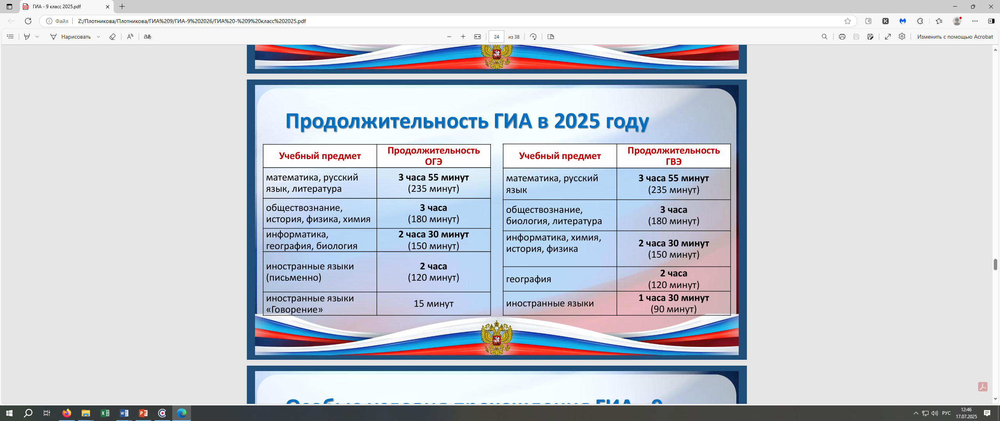 ГИА - 9 класс 2025.pdf
Файл
Z:/Плотникова/Плотникова/ГИА%209/ГИА-9%202026/ГИА%20-%209%20класс%202025.pdf
Нарисовать
24
из 38
Изменить с помощью Acrobat
Продолжительность ГИА в 2025 году
Учебный предмет
Продолжительность
ОГЭ
математика, русский
язык, литература
3 часа 55 минут
(235 минут)
обществознание,
история, физика, химия
3 часа
(180 минут)
информатика,
география, биология
2 часа 30 минут
(150 минут)
иностранные языки
(письменно)
2 часа
(120 минут)
иностранные языки
«Говорение»
15 минут
Учебный предмет
Продолжительность
ГВЭ
математика, русский
язык
3 часа 55 минут
(235 минут)
обществознание,
биология, литература
3 часа
(180 минут)
информатика, химия,
история, физика
2 часа 30 минут
(150 минут)
география
2 часа
(120 минут)
иностранные языки
1 часа 30 минут
(90 минут)
Особые условия прохождения ГИА - 9
РУС
12:46
17.07.2025